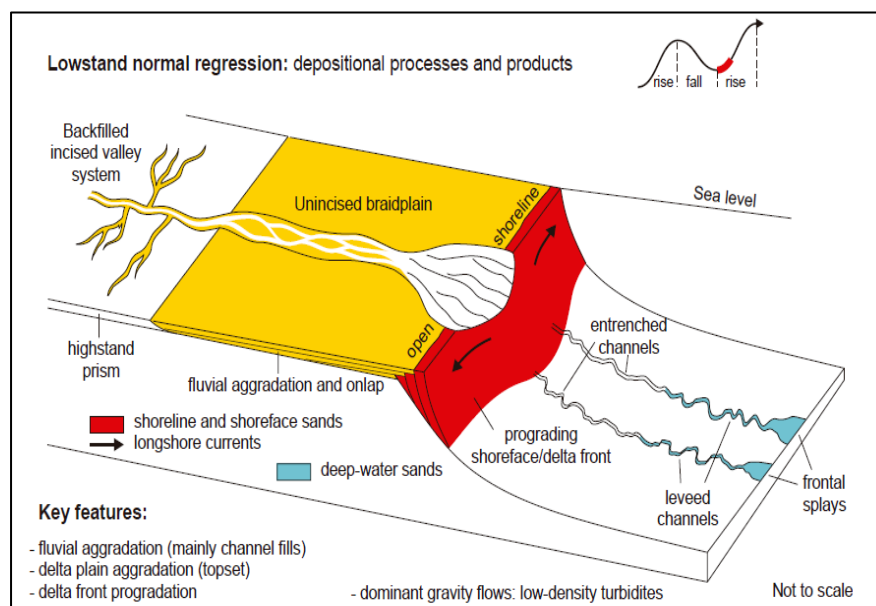 Lowstand normal regression: depositional processes and products
rise
fall
rise
Backfilled
incised valley
system
Unincised braidplain
shoreline
Sea level
open
highstand
prism
fluvial aggradation and onlap
entrenched
channels
shoreline and shoreface sands
longshore currents
deep-water sands
prograding
shoreface/delta front
leveed
channels
frontal
splays
Key features:
- fluvial aggradation (mainly channel fills)
- delta plain aggradation (topset)
- delta front progradation
- dominant gravity flows: low-density turbidites
Not to scale